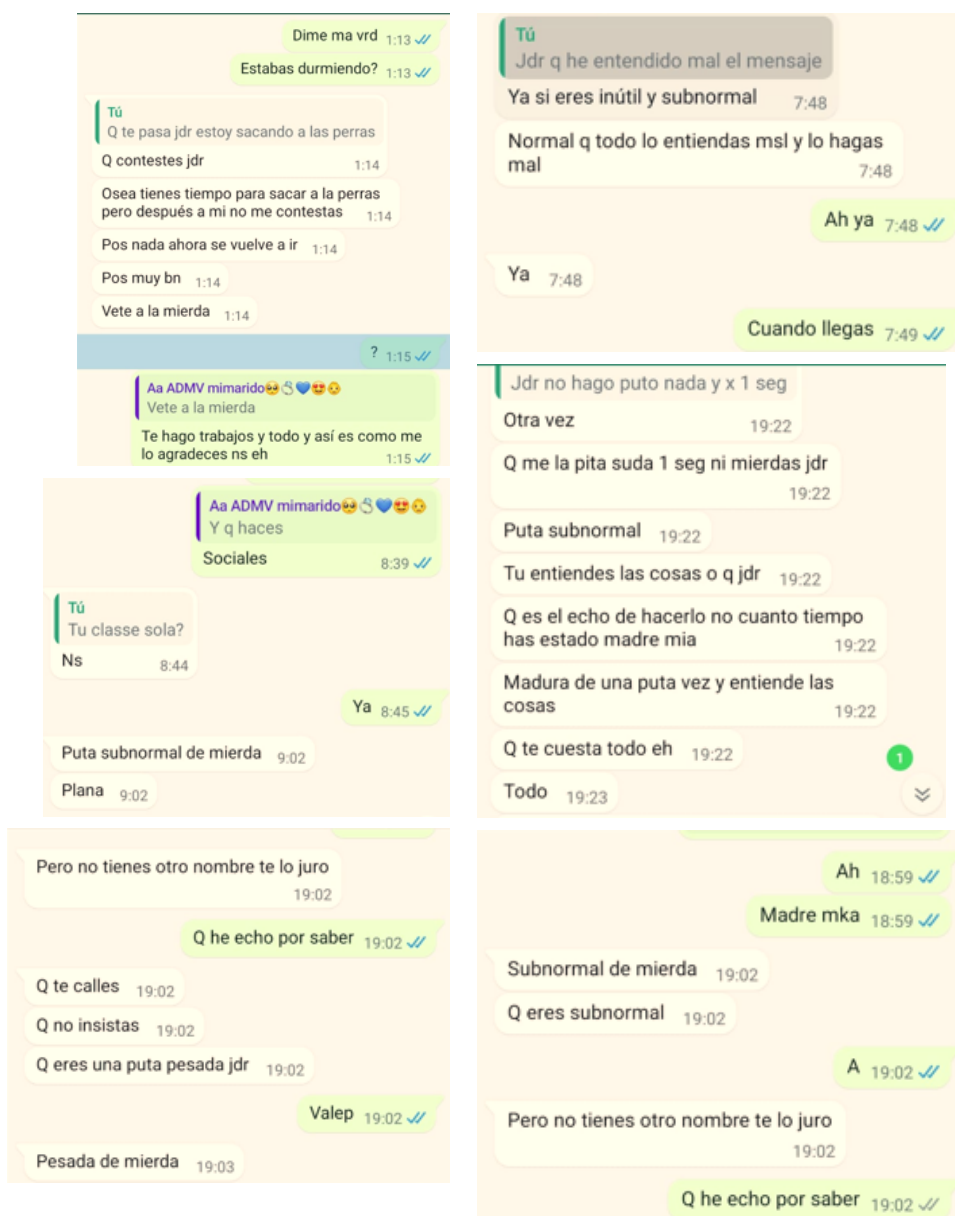 Dime ma vrd 1:13
Estabas durmiendo? 1:13
Tú
Q te pasa jdr estoy sacando a las perras
Q contestes jdr 1:14
Osea tienes tiempo para sacar a la perras
pero después a mi no me contestas 1:14
Pos nada ahora se vuelve a ir 1:14
Pos muy bn 1:14
Vete a la mierda 1:14
? 1:15
Aa ADMV mimarido🥺💍💙😍😏
Vete a la mierda
Te hago trabajos y todo y así es como me
lo agradeces ns eh 1:15
Tú
Jdr q he entendido mal el mensaje
Ya si eres inútil y subnormal 7:48
Normal q todo lo entiendas msl y lo hagas
mal 7:48
Ah ya 7:48
Ya 7:48
Cuando llegas 7:49
Aa ADMV mimarido🥺💍💙😍😏
Y q haces
Sociales 8:39
Tú
Tu classe sola?
Ns 8:44
Ya 8:45
Puta subnormal de mierda 9:02
Plana 9:02
Jdr no hago puto nada y x 1 seg
Otra vez 19:22
Q me la pita suda 1 seg ni mierdas jdr
19:22
Puta subnormal 19:22
Tu entiendes las cosas o q jdr 19:22
Q es el echo de hacerlo no cuanto tiempo
has estado madre mia 19:22
Madura de una puta vez y entiende las
cosas 19:22
Q te cuesta todo eh 19:22
1
Todo 19:23
Pero no tienes otro nombre te lo juro
19:02
Q he echo por saber 19:02
Q te calles 19:02
Q no insistas 19:02
Q eres una puta pesada jdr 19:02
Valep 19:02
Pesada de mierda 19:03
Ah 18:59
Madre mka 18:59
Subnormal de mierda 19:02
Q eres subnormal 19:02
A 19:02
Pero no tienes otro nombre te lo juro
19:02
Q he echo por saber 19:02